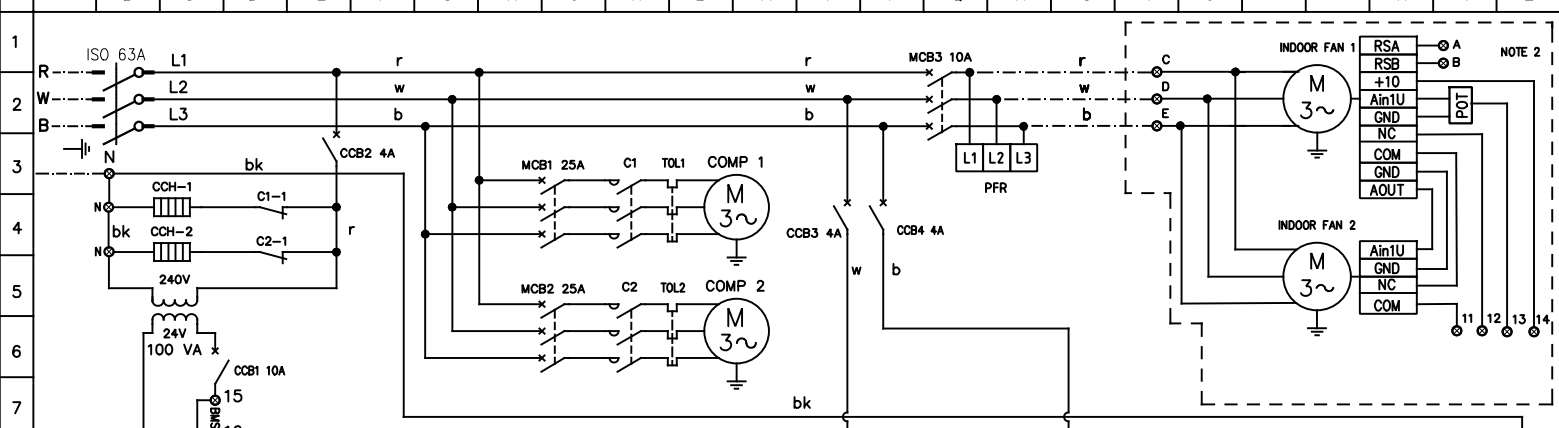 1
ISO 63A
L1
r
r
MCB3 10A
r
C
INDOOR FAN 1
RSA
A
NOTE 2
R
RSB
B
L2
w
w
w
D
M
3~
+10
2
W
Ain1U
POT
L3
b
b
b
E
GND
B
NC
N
CCB2 4A
COM
3
bk
MCB1 25A
C1
TOL1
COMP 1
L1
L2
L3
GND
CCH-1
C1-1
PFR
AOUT
N
M
3~
4
bk
CCH-2
C2-1
r
CCB3 4A
CCB4 4A
INDOOR FAN 2
N
Ain1U
w
b
M
3~
GND
5
240V
MCB2 25A
C2
TOL2
COMP 2
NC
COM
24V
M
3~
11
12
13
14
6
100 VA
CCB1 10A
15
7
BMS
bk